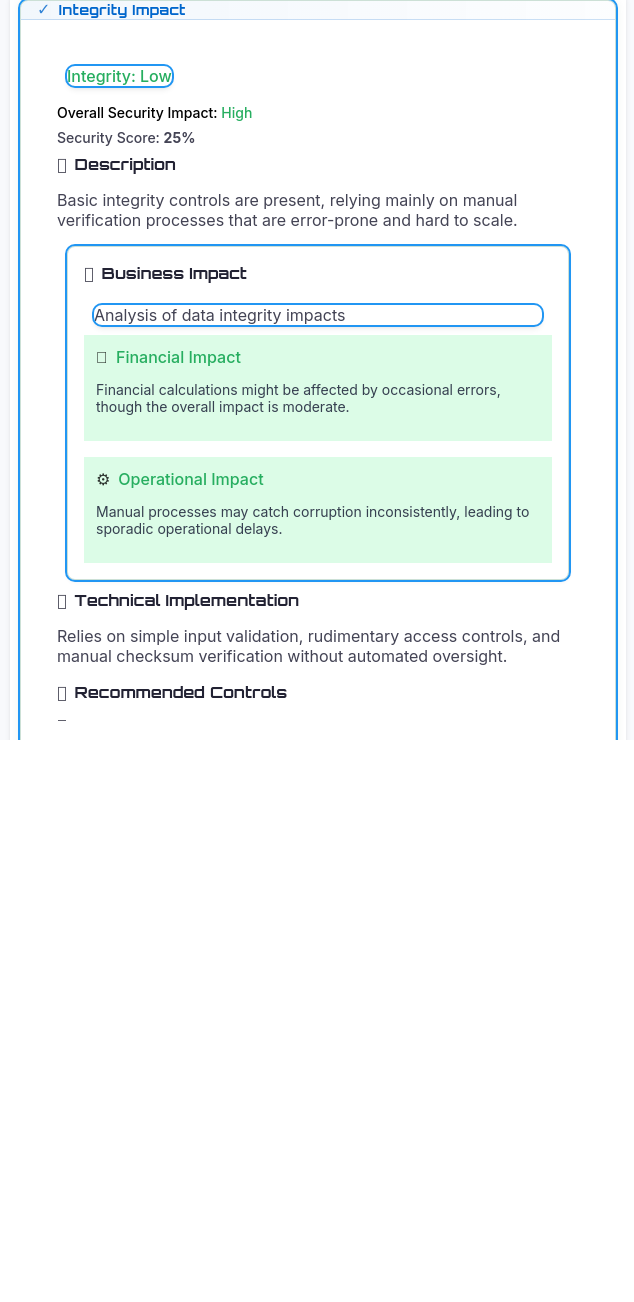 ✓ Integrity Impact
Integrity: Low
Overall Security Impact: High
Security Score: 25%
Description
Basic integrity controls are present, relying mainly on manual
verification processes that are error-prone and hard to scale.
Business Impact
Analysis of data integrity impacts
Financial Impact
Financial calculations might be affected by occasional errors,
though the overall impact is moderate.
⚙ Operational Impact
Manual processes may catch corruption inconsistently, leading to
sporadic operational delays.
Technical Implementation
Relies on simple input validation, rudimentary access controls, and
manual checksum verification without automated oversight.
Recommended Controls